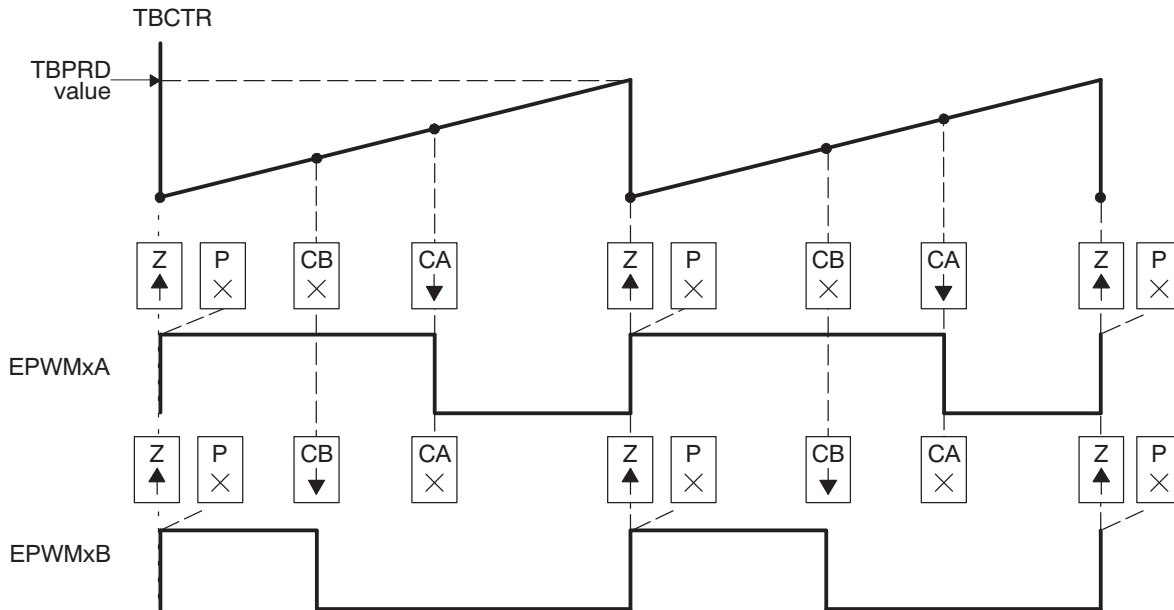 TBCTR
TBPRD
value
Z P CB CA Z P CB CA Z P
EPWMxA
Z P CB CA Z P CB CA Z P
EPWMxB